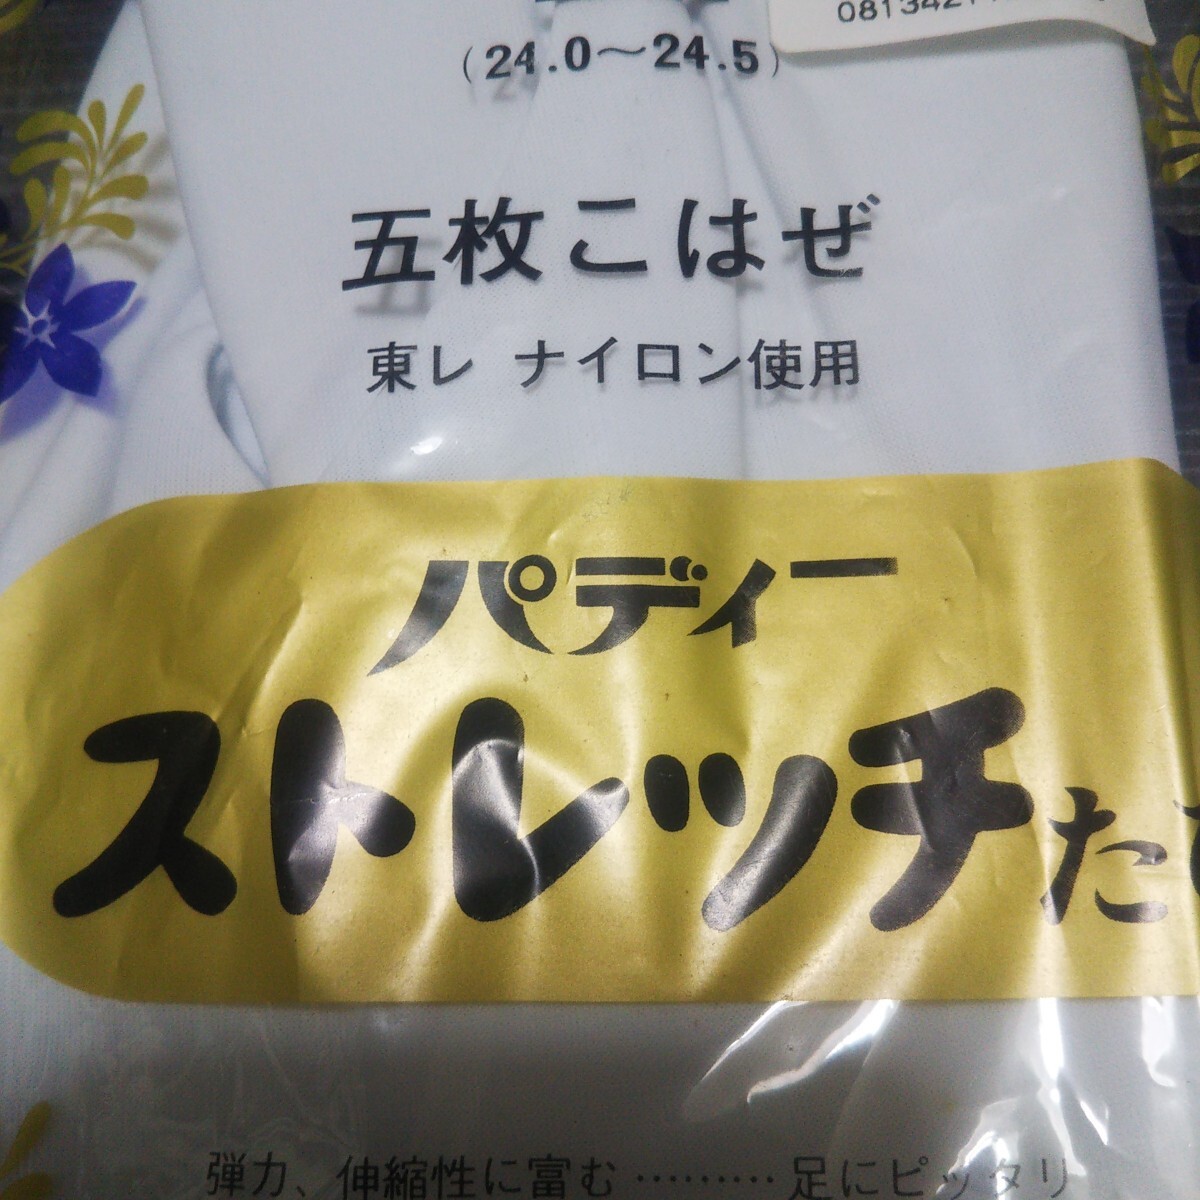 (24.0〜24.5)
五枚こはぜ
東レ ナイロン使用
パディー
ストレッチた
弾力、伸縮性に富む………足にピッタリ